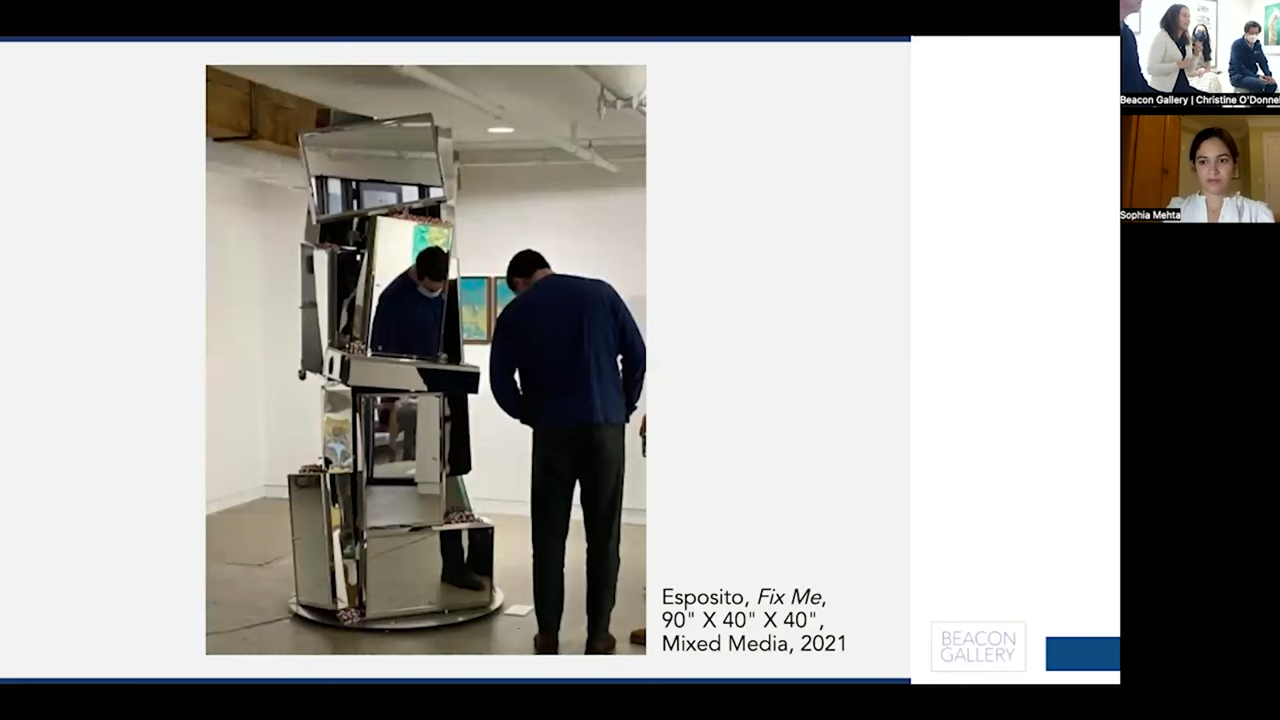 Beacon Gallery | Christine O'Donnel
Sophia Mehta
Esposito, Fix Me,
90" X 40" X 40",
Mixed Media, 2021
BEACON
GALLERY